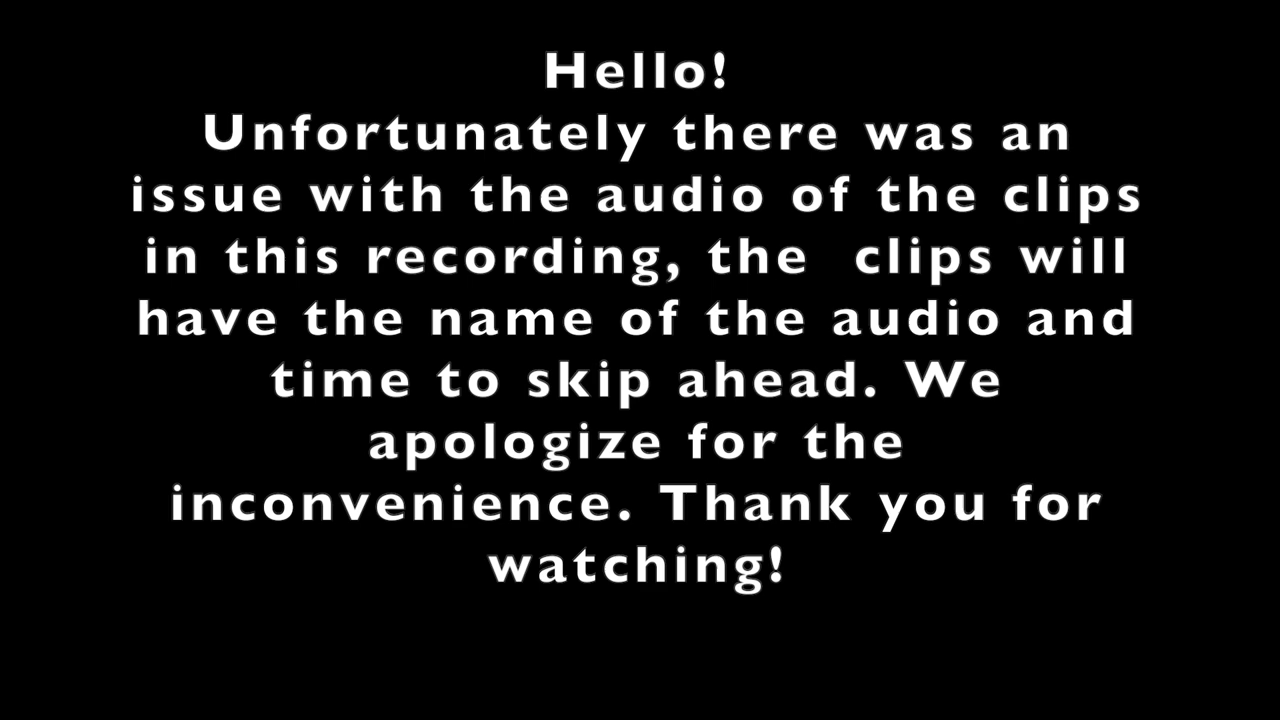 Hello!
Unfortunately there was an
issue with the audio of the clips
in this recording, the  clips will
have the name of the audio and
time to skip ahead. We
apologize for the
inconvenience. Thank you for
watching!